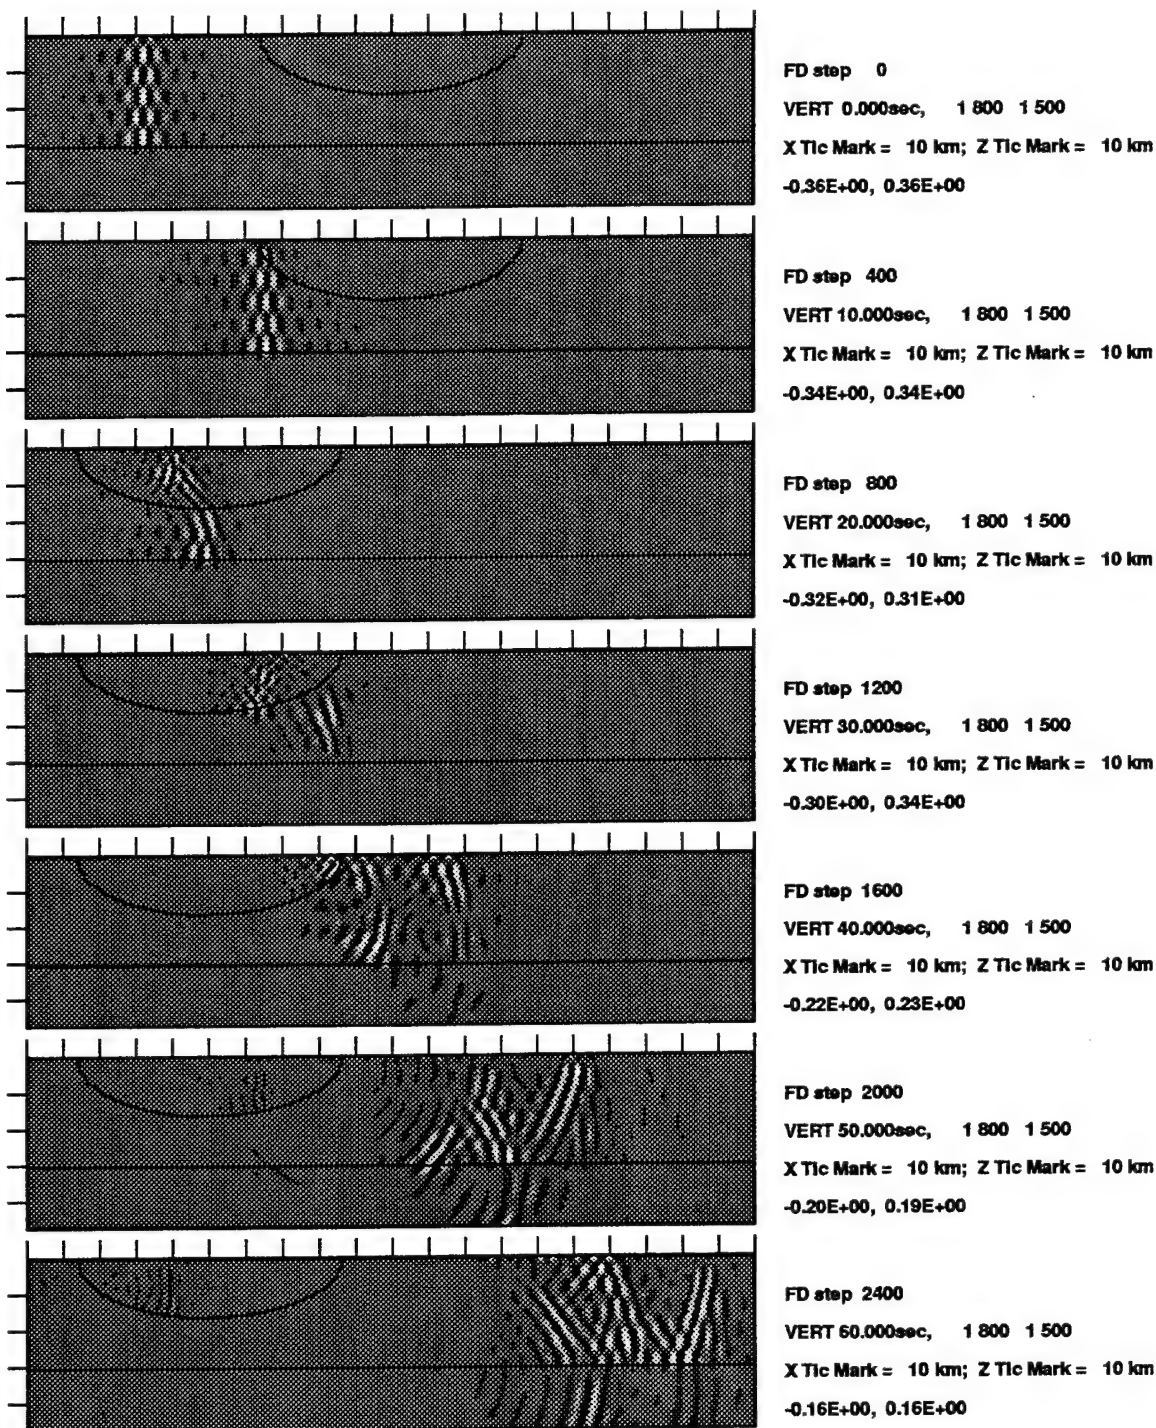 FD step 0
VERT 0.000sec, 1 800 1 500
X Tic Mark = 10 km; Z Tic Mark = 10 km
-0.36E+00, 0.36E+00
FD step 400
VERT 10.000sec, 1 800 1 500
X Tic Mark = 10 km; Z Tic Mark = 10 km
-0.34E+00, 0.34E+00
FD step 800
VERT 20.000sec, 1 800 1 500
X Tic Mark = 10 km; Z Tic Mark = 10 km
-0.32E+00, 0.31E+00
FD step 1200
VERT 30.000sec, 1 800 1 500
X Tic Mark = 10 km; Z Tic Mark = 10 km
-0.30E+00, 0.34E+00
FD step 1600
VERT 40.000sec, 1 800 1 500
X Tic Mark = 10 km; Z Tic Mark = 10 km
-0.22E+00, 0.23E+00
FD step 2000
VERT 50.000sec, 1 800 1 500
X Tic Mark = 10 km; Z Tic Mark = 10 km
-0.20E+00, 0.19E+00
FD step 2400
VERT 60.000sec, 1 800 1 500
X Tic Mark = 10 km; Z Tic Mark = 10 km
-0.16E+00, 0.16E+00